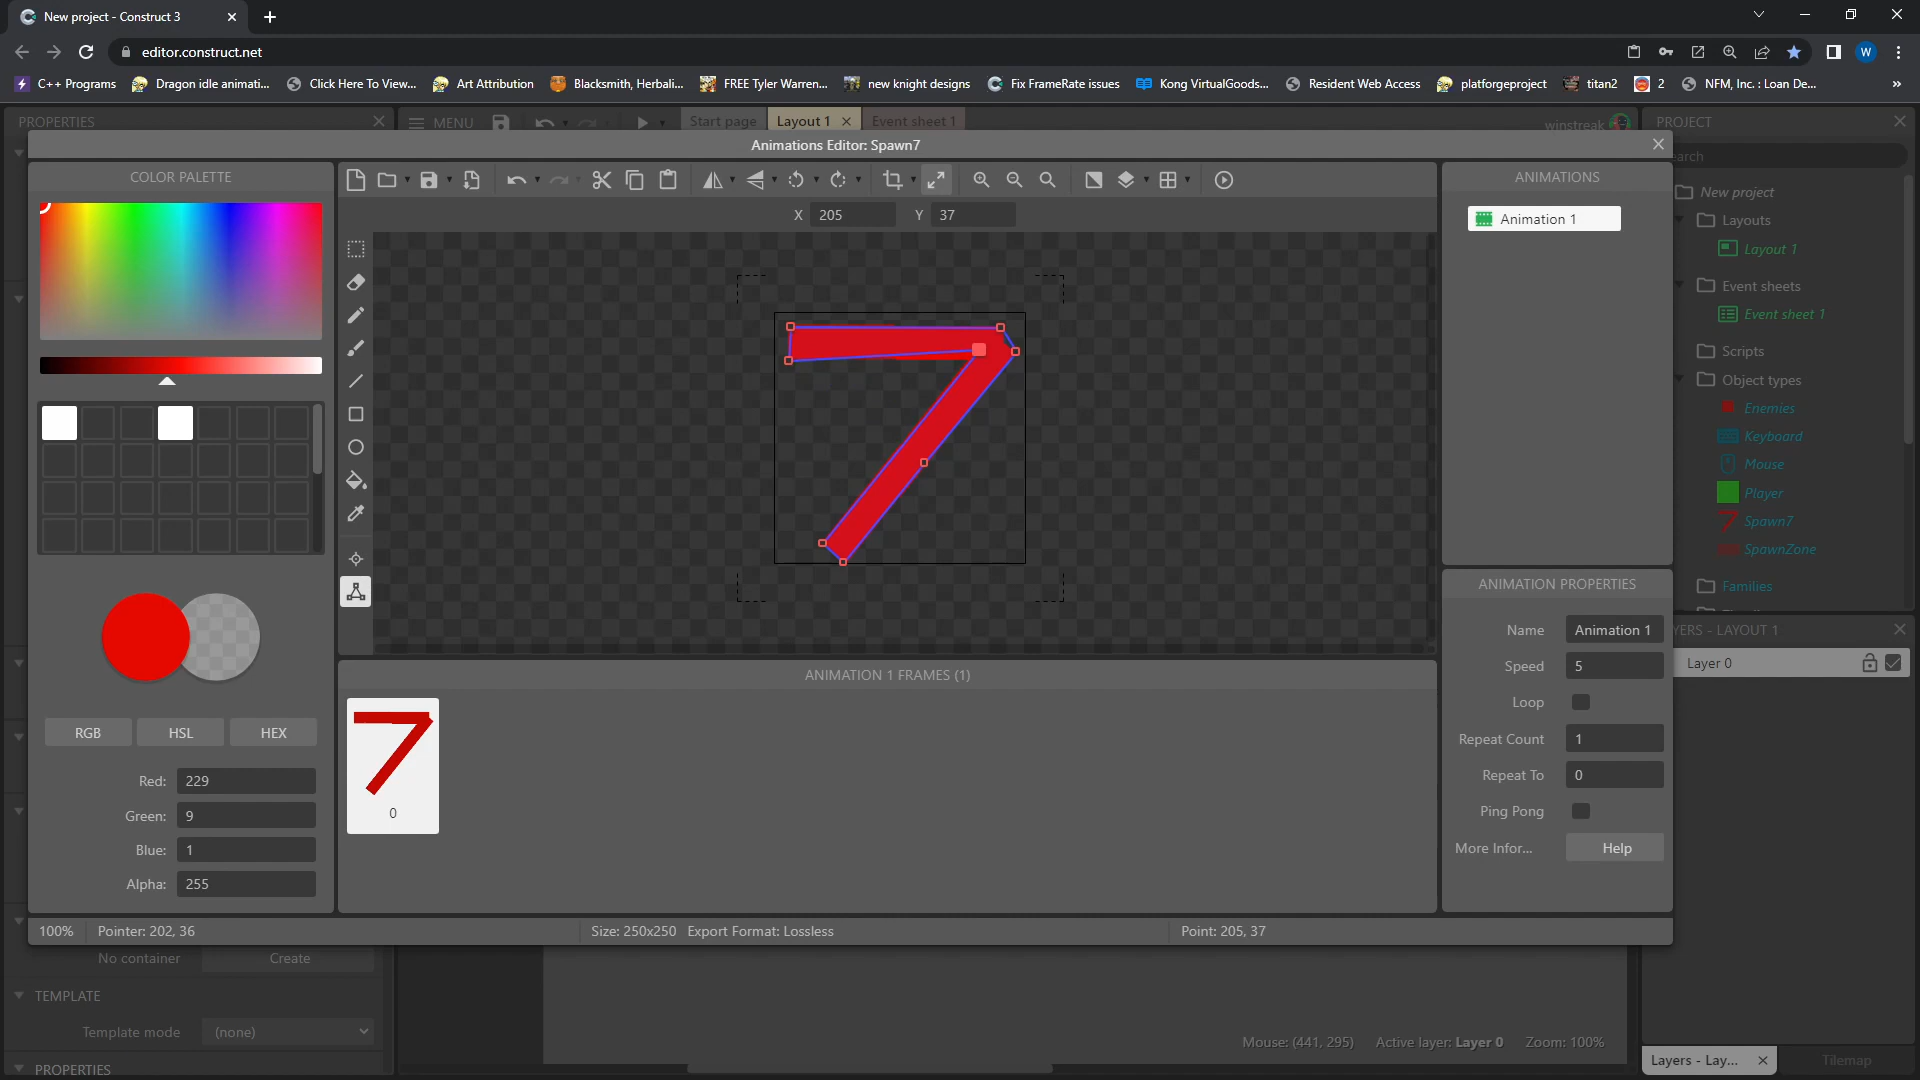 New project - Construct 3
editor.construct.net
W
C++ Programs
Dragon idle animati...
Click Here To View...
Art Attribution
Blacksmith, Herbali...
FREE Tyler Warren...
new knight designs
Fix FrameRate issues
Kong VirtualGoods...
Resident Web Access
platforgeproject
titan2
2
NFM, Inc. : Loan De...
»
PROPERTIES
MENU
Start page
Layout 1
Event sheet 1
winstreak
PROJECT
Animations Editor: Spawn7
COLOR PALETTE
X 205 Y 37
ANIMATIONS
Animation 1
earch
New project
Layouts
Layout 1
Event sheets
Event sheet 1
Scripts
Object types
Enemies
Keyboard
Mouse
Player
Spawn7
SpawnZone
Families
7
ANIMATION PROPERTIES
Name Animation 1
Speed 5
Loop
Repeat Count 1
Repeat To 0
Ping Pong
More Infor... Help
YERS - LAYOUT 1
Layer 0
ANIMATION 1 FRAMES (1)
7
0
RGB HSL HEX
Red: 229
Green: 9
Blue: 1
Alpha: 255
100% Pointer: 202, 36
Size: 250x250 Export Format: Lossless
Point: 205, 37
No container Create
TEMPLATE
Template mode (none)
PROPERTIES
Mouse: (441, 295) Active layer: Layer 0 Zoom: 100%
Layers - Lay...
Tilemap